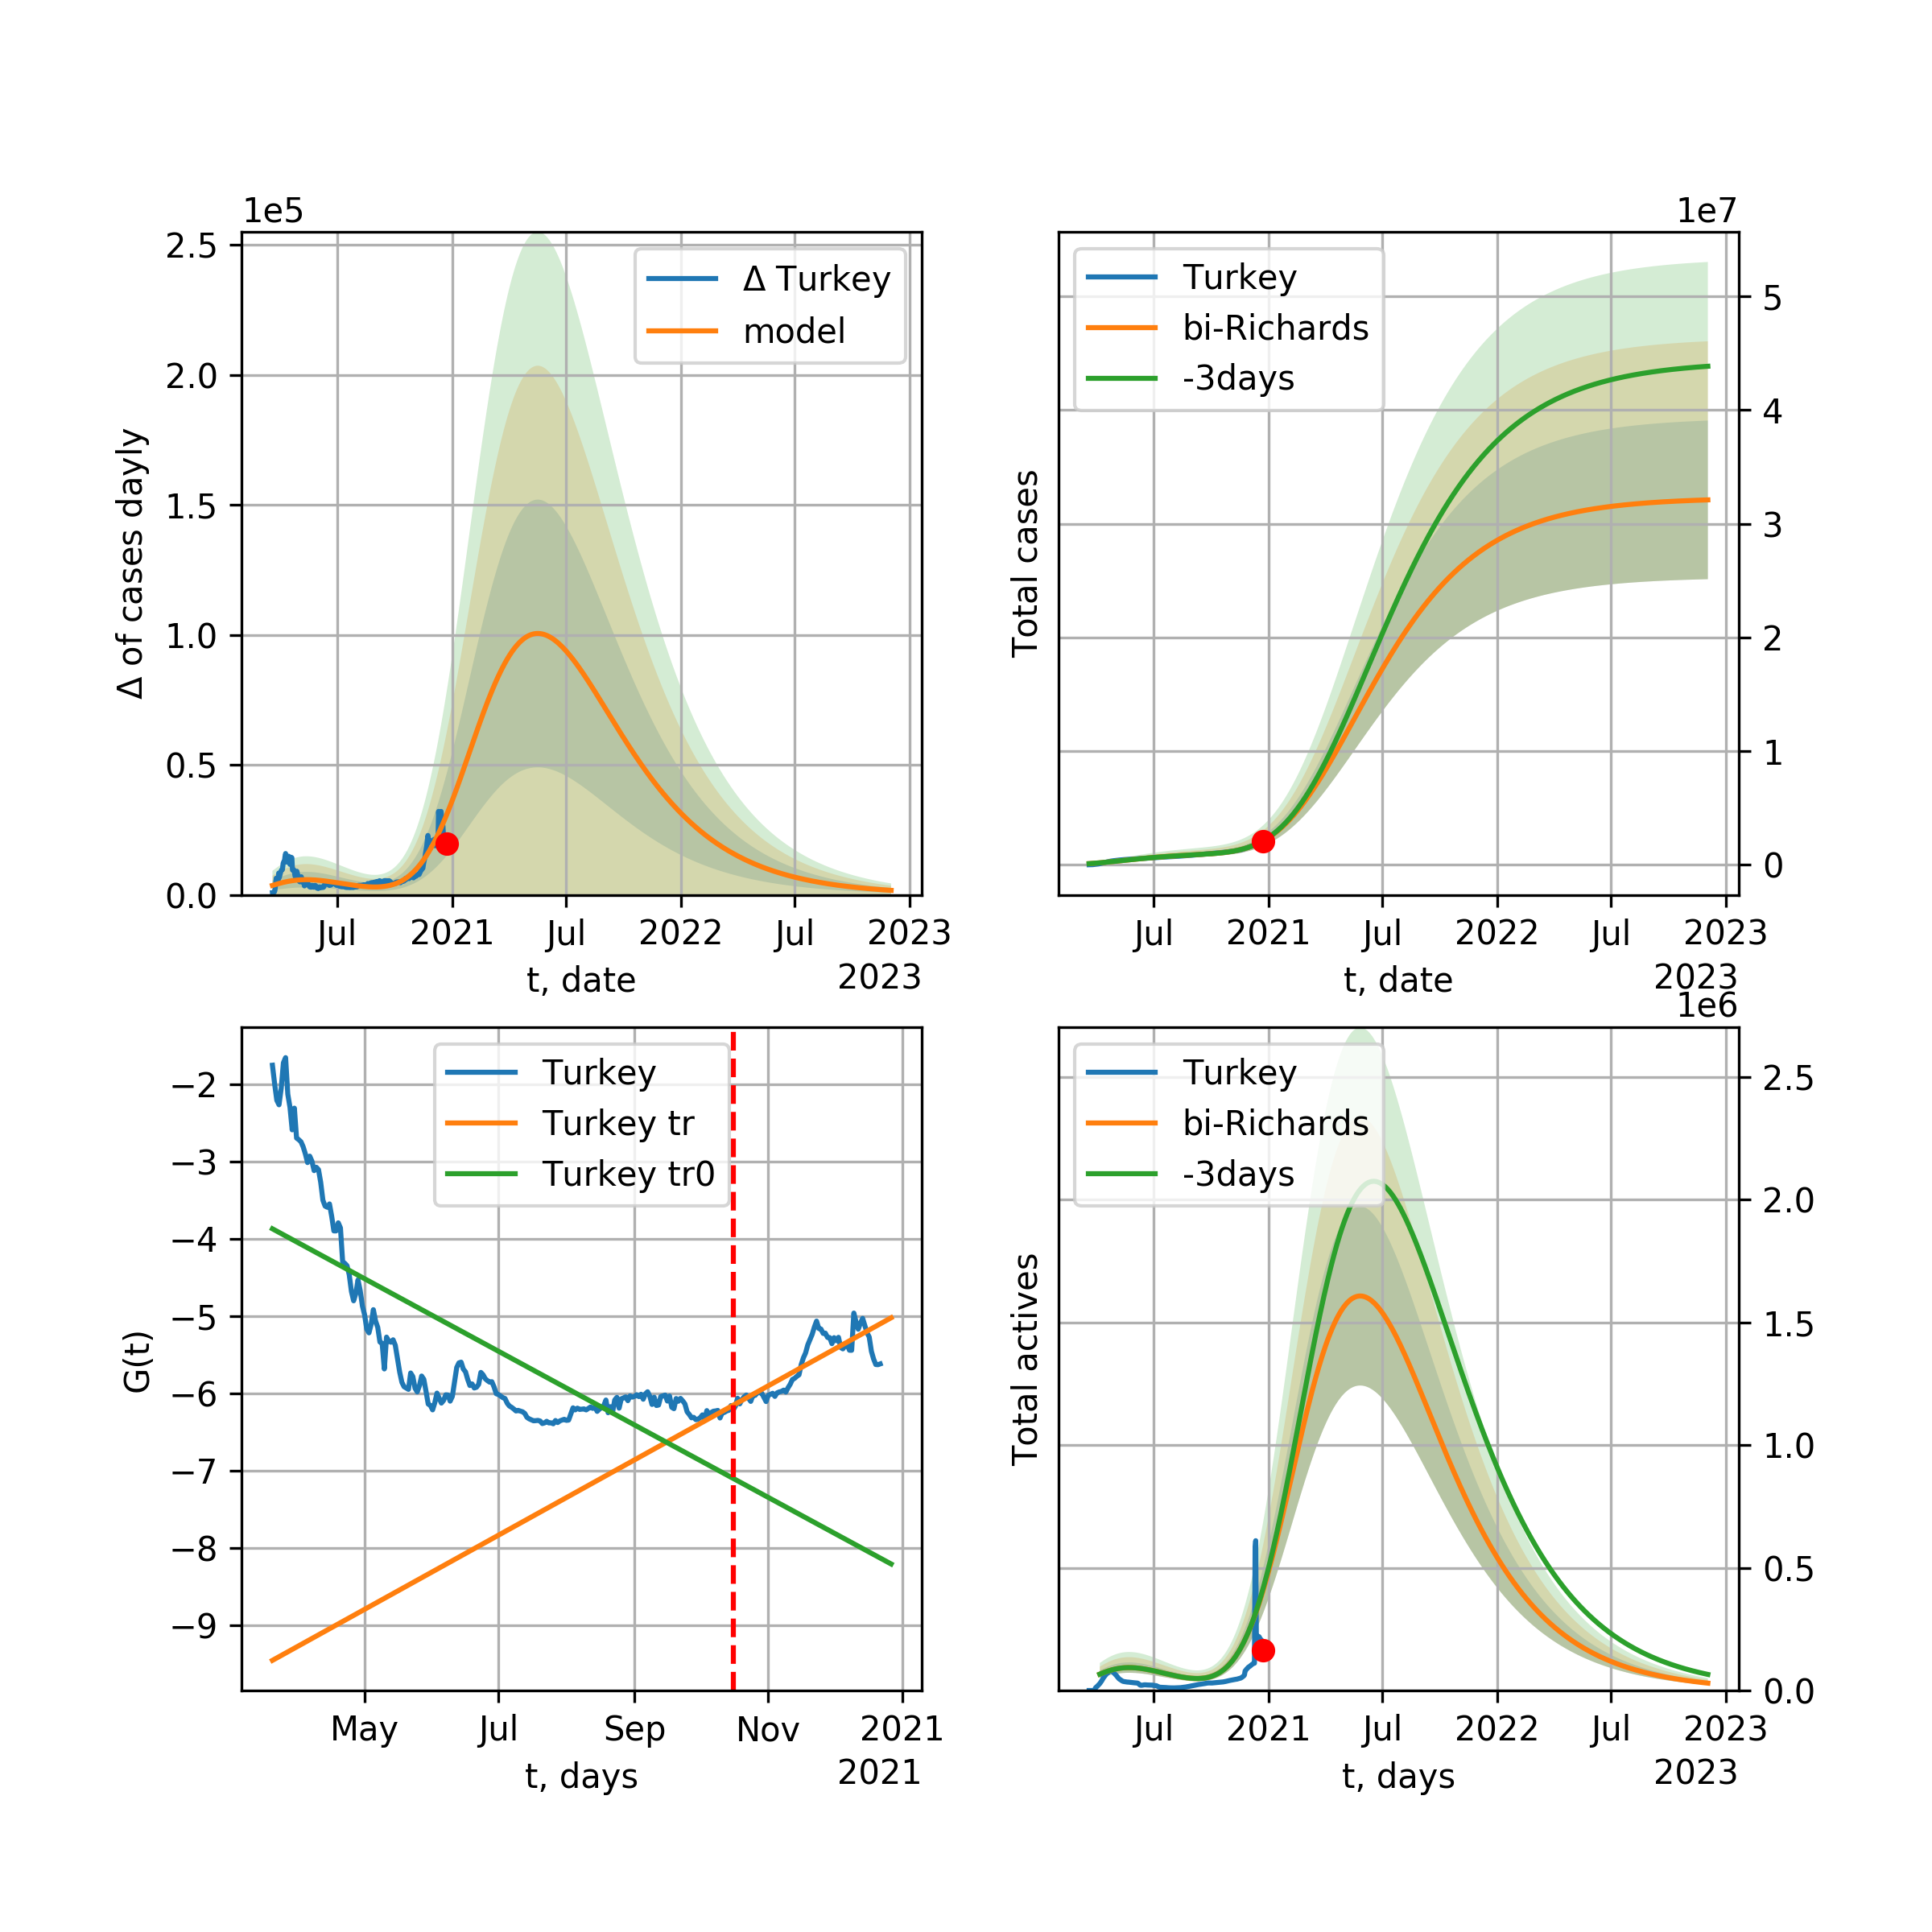 1e5
2.5
2.0
1.5
1.0
0.5
0.0
Δ of cases dayly
Δ Turkey
model
Jul
2021
Jul
2022
Jul
2023
t, date
2023
1e7
Turkey
bi-Richards
-3days
Total cases
5
4
3
2
1
0
Jul
2021
Jul
2022
Jul
2023
t, date
2023
−2
−3
−4
−5
−6
−7
−8
−9
G(t)
Turkey
Turkey tr
Turkey tr0
May
Jul
Sep
Nov
2021
t, days
2021
1e6
Turkey
bi-Richards
-3days
Total actives
2.5
2.0
1.5
1.0
0.5
0.0
Jul
2021
Jul
2022
Jul
2023
t, days
2023